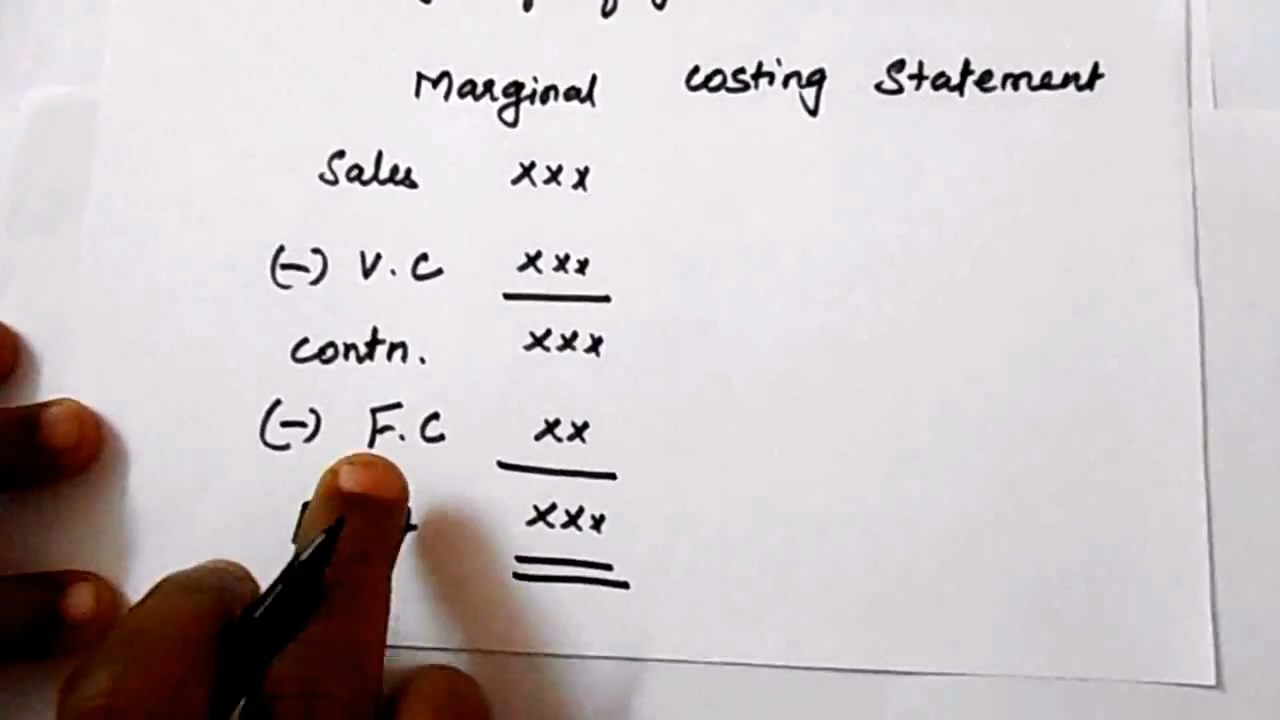 Marginal costing Statement
Sales xxx
(-) V.C xxx
contn. xxx
(-) F.C xx
xxx